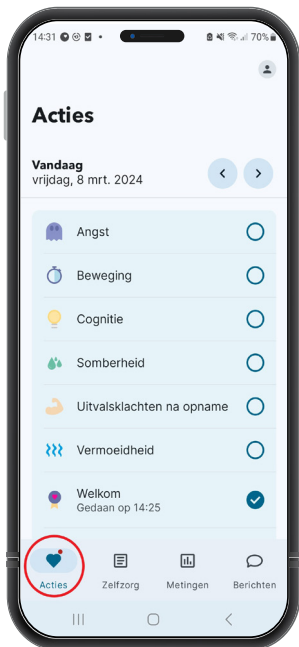 14:31 70%
Acties
Vandaag
vrijdag, 8 mrt. 2024
Angst
Beweging
Cognitie
Somberheid
Uitvalsklachten na opname
Vermoeidheid
Welkom
Gedaan op 14:25
Acties Zelfzorg Metingen Berichten